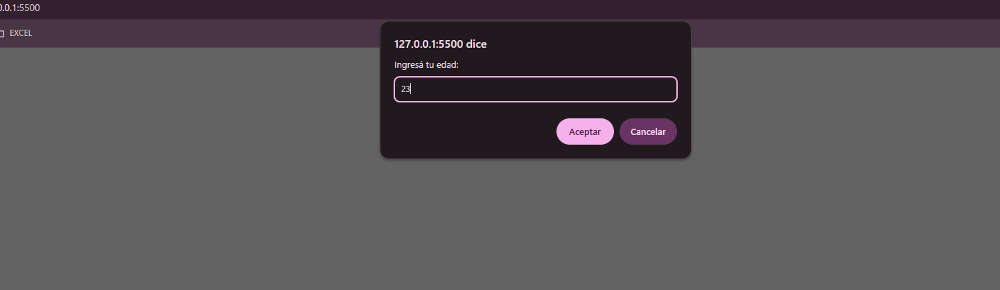 0.0.1:5500
EXCEL
127.0.0.1:5500 dice
Ingresá tu edad:
23
Aceptar Cancelar